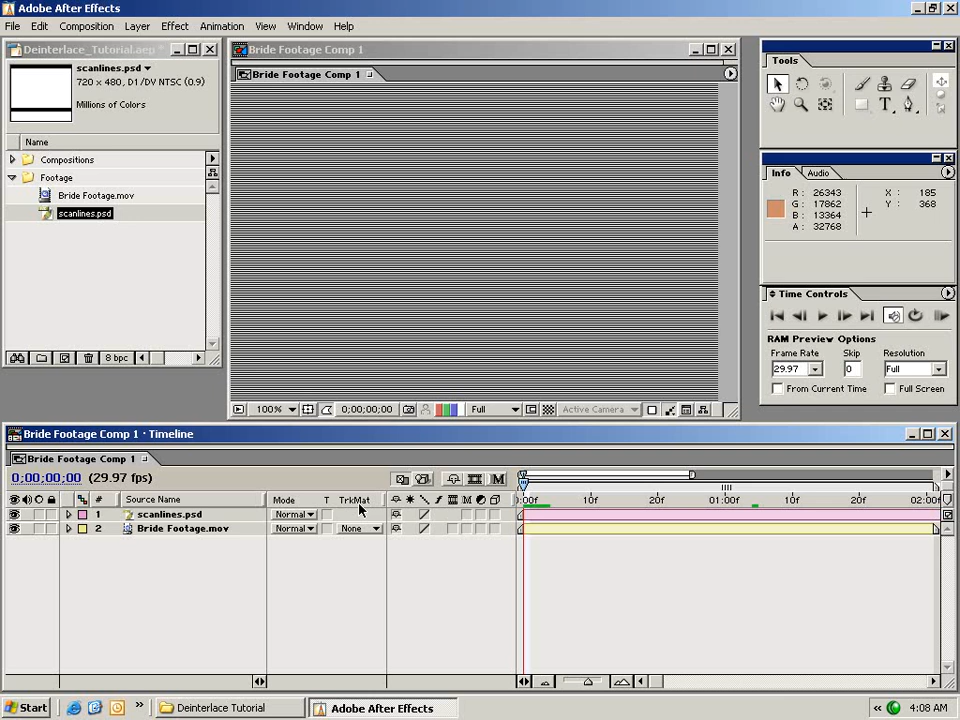 Adobe After Effects
File Edit Composition Layer Effect Animation View Window Help
Deinterlace_Tutorial.aep *
scanlines.psd
720 x 480, D1/DV NTSC (0.9)
Millions of Colors
Name
Compositions
Footage
Bride Footage.mov
scanlines.psd
8 bpc
Bride Footage Comp 1
Bride Footage Comp 1
100% 0;00;00;00 Full Active Camera
Tools
T
Info Audio
R : 26343
G : 17862
B : 13364
A : 32768
X : 185
Y : 368
Time Controls
RAM Preview Options
Frame Rate Skip Resolution
29.97 0 Full
From Current Time Full Screen
Bride Footage Comp 1 · Timeline
Bride Footage Comp 1
0;00;00;00 (29.97 fps)
# Source Name Mode T TrkMat
0:00f 10f 20f 01:00f 10f 20f 02:00f
1 scanlines.psd Normal
2 Bride Footage.mov Normal None
Start Deinterlace Tutorial Adobe After Effects 4:08 AM